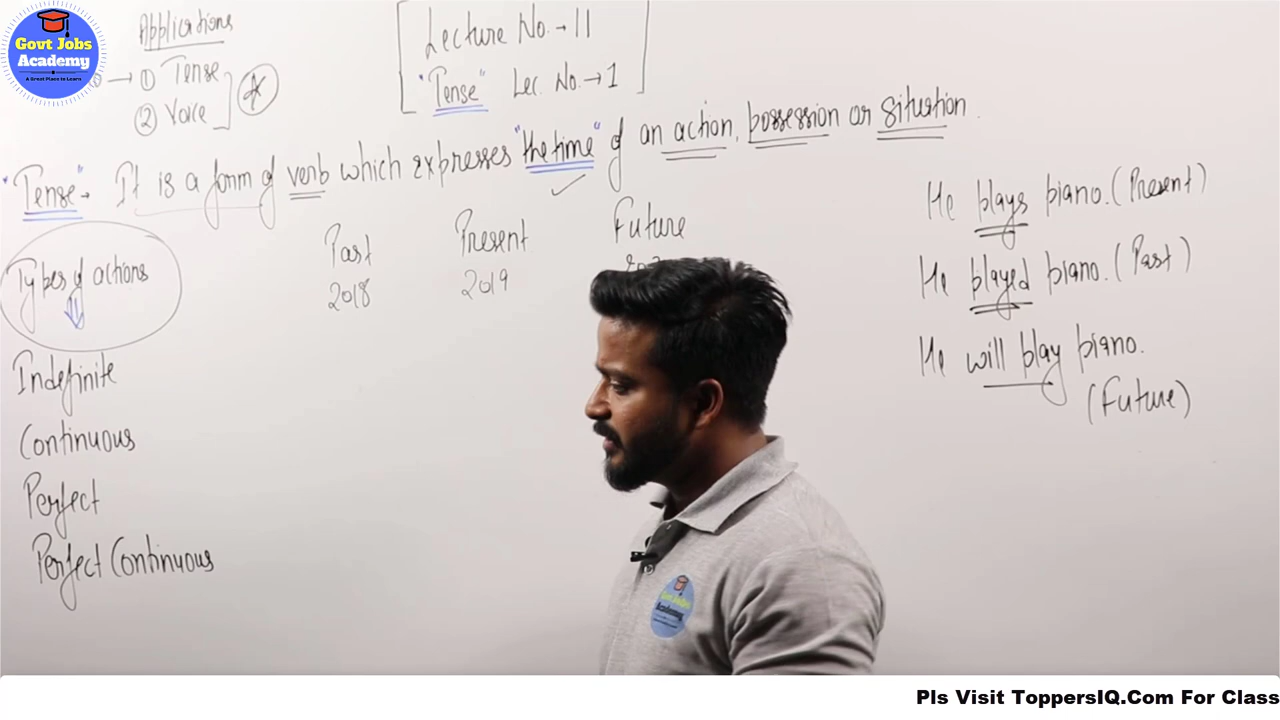 Govt Jobs
Academy
A Great Place to Learn
Applications
→ ① Tense
② Voice
Lecture No. → 11
"Tense" Lec. No. → 1
"Tense" → It is a form of verb which expresses "the time" of an action, possession or situation.
Types of actions
Past Present Future
2018 2019
Indefinite
Continuous
Perfect
Perfect Continuous
He plays piano. (Present)
He played piano. (Past)
He will play piano.
(Future)
Govt Jobs
Academy
Pls Visit ToppersIQ.Com For Class